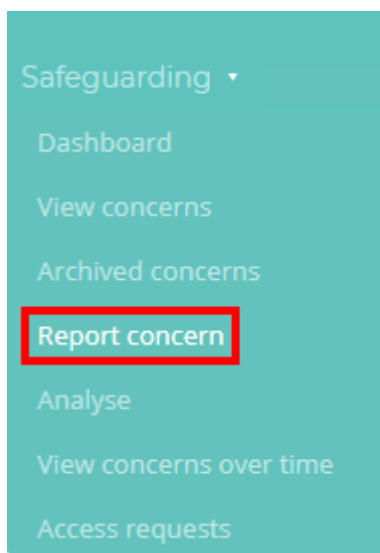 Safeguarding
Dashboard
View concerns
Archived concerns
Report concern
Analyse
View concerns over time
Access requests